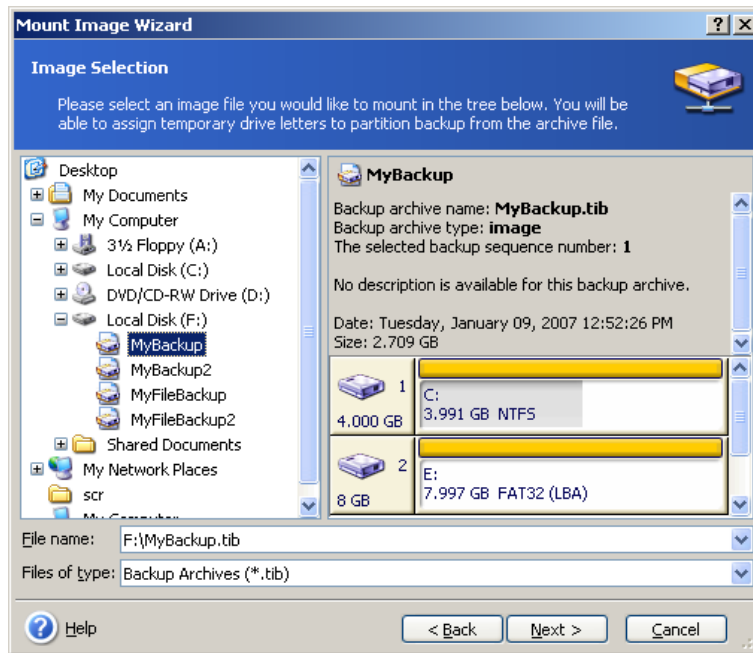 Mount Image Wizard
Image Selection
Please select an image file you would like to mount in the tree below. You will be
able to assign temporary drive letters to partition backup from the archive file.
Desktop
My Documents
My Computer
3½ Floppy (A:)
Local Disk (C:)
DVD/CD-RW Drive (D:)
Local Disk (F:)
MyBackup
MyBackup2
MyFileBackup
MyFileBackup2
Shared Documents
My Network Places
scr
My Computer
MyBackup
Backup archive name: MyBackup.tib
Backup archive type: image
The selected backup sequence number: 1
No description is available for this backup archive.
Date: Tuesday, January 09, 2007 12:52:26 PM
Size: 2.709 GB
1
4.000 GB
C:
3.991 GB NTFS
2
8 GB
E:
7.997 GB FAT32 (LBA)
File name: F:\MyBackup.tib
Files of type: Backup Archives (*.tib)
Help
< Back
Next >
Cancel